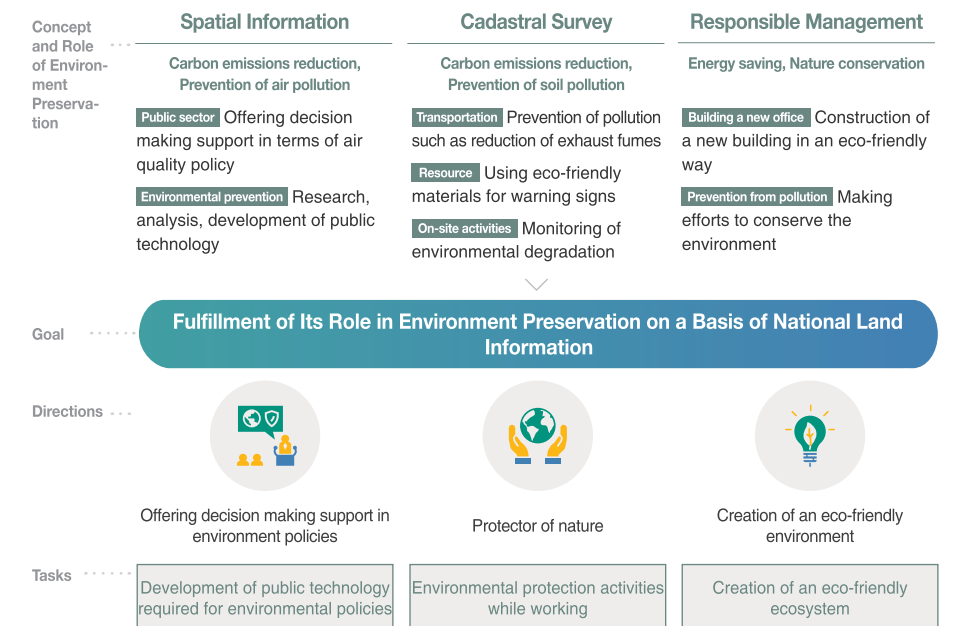 Concept
and Role
of Environ-
ment
Preserva-
tion
Spatial Information
Carbon emissions reduction,
Prevention of air pollution
Public sector Offering decision
making support in terms of air
quality policy
Environmental prevention Research,
analysis, development of public
technology
Cadastral Survey
Carbon emissions reduction,
Prevention of soil pollution
Transportation Prevention of pollution
such as reduction of exhaust fumes
Resource Using eco-friendly
materials for warning signs
On-site activities Monitoring of
environmental degradation
Responsible Management
Energy saving, Nature conservation
Building a new office Construction of
a new building in an eco-friendly
way
Prevention from pollution Making
efforts to conserve the
environment
Goal
Fulfillment of Its Role in Environment Preservation on a Basis of National Land
Information
Directions
Offering decision making support in
environment policies
Protector of nature
Creation of an eco-friendly
environment
Tasks
Development of public technology
required for environmental policies
Environmental protection activities
while working
Creation of an eco-friendly
ecosystem